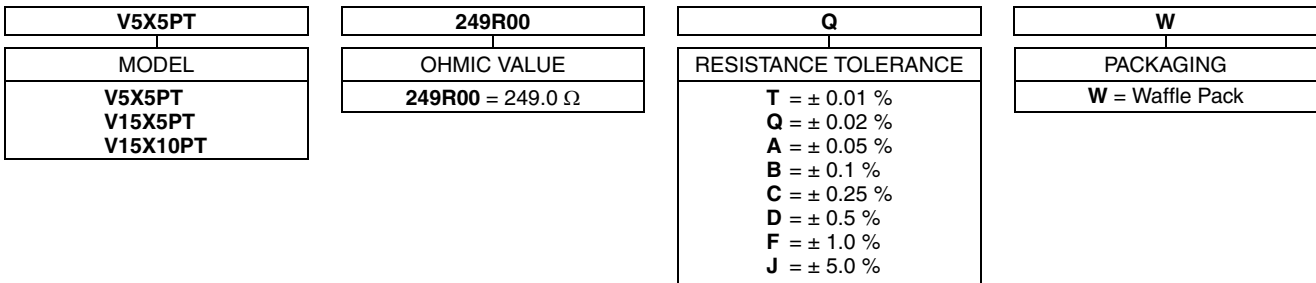 V5X5PT
249R00
Q
W
MODEL
V5X5PT
V15X5PT
V15X10PT
OHMIC VALUE
249R00 = 249.0 Ω
RESISTANCE TOLERANCE
T = ± 0.01 %
Q = ± 0.02 %
A = ± 0.05 %
B = ± 0.1 %
C = ± 0.25 %
D = ± 0.5 %
F = ± 1.0 %
J = ± 5.0 %
PACKAGING
W = Waffle Pack